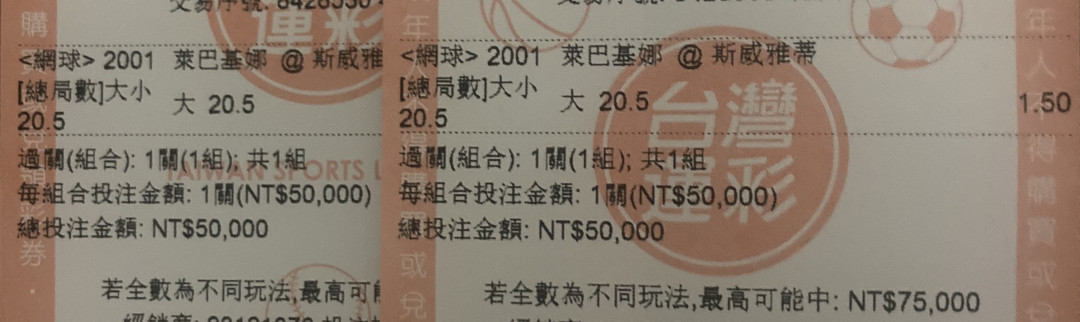 交易序號: 8428530
<網球> 2001 萊巴基娜 @ 斯威雅
[總局數]大小 大 20.5
20.5
過關(組合): 1關(1組); 共1組
TAIWAN SPORTS L
每組合投注金額: 1關(NT$50,000)
總投注金額: NT$50,000
若全數為不同玩法,最高可
<網球> 2001 萊巴基娜 @ 斯威雅蒂
[總局數]大小 大 20.5 1.50
20.5
過關(組合): 1關(1組); 共1組
每組合投注金額: 1關(NT$50,000)
總投注金額: NT$50,000
若全數為不同玩法,最高可能中: NT$75,000
台灣
運彩